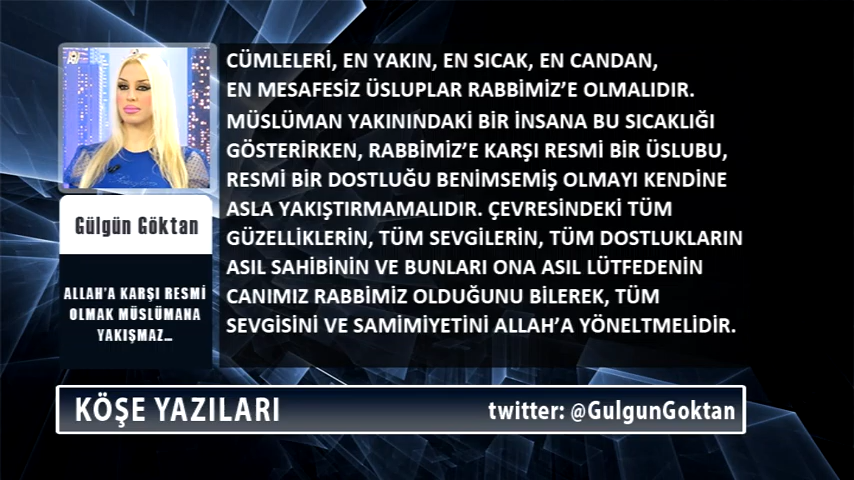 CÜMLELERİ, EN YAKIN, EN SICAK, EN CANDAN,
EN MESAFESİZ ÜSLUPLAR RABBİMİZ'E OLMALIDIR.
MÜSLÜMAN YAKININDAKİ BİR İNSANA BU SICAKLIĞI
GÖSTERİRKEN, RABBİMİZ'E KARŞI RESMİ BİR ÜSLUBU,
RESMİ BİR DOSTLUĞU BENİMSEMİŞ OLMAYI KENDİNE
ASLA YAKIŞTIRMAMALIDIR. ÇEVRESİNDEKİ TÜM
GÜZELLİKLERİN, TÜM SEVGİLERİN, TÜM DOSTLUKLARIN
ASIL SAHİBİNİN VE BUNLARI ONA ASIL LÜTFEDENİN
CANIMIZ RABBİMİZ OLDUĞUNU BİLEREK, TÜM
SEVGİSİNİ VE SAMİMİYETİNİ ALLAH'A YÖNELTMELİDİR.
Gülgün Göktan
ALLAH'A KARŞI RESMİ
OLMAK MÜSLÜMANA
YAKIŞMAZ...
KÖŞE YAZILARI
twitter: @GulgunGoktan